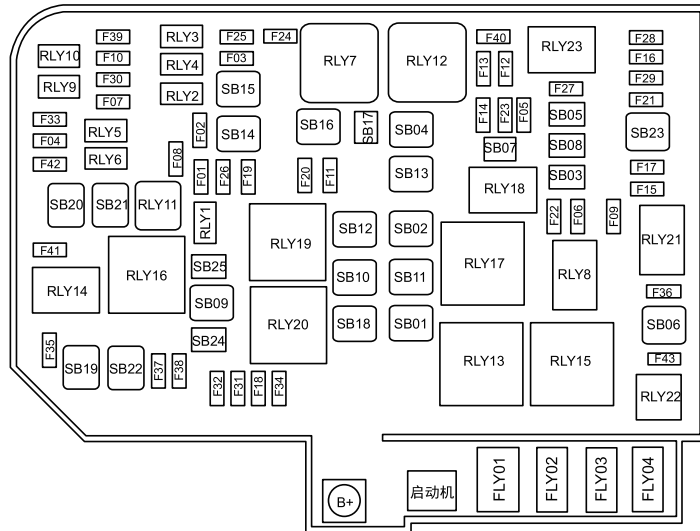 F39 RLY3 F25 F24 F40 F28
RLY10 F10 RLY4 F03 RLY7 RLY12 F13 F12 RLY23 F16
RLY9 F30 RLY2 SB15 F27 F29
F07 F21
F33 RLY5 F02 SB14 SB16 SB17 SB04 F14 F23 F05 SB05 SB23
F04 RLY6 F08 SB07 SB08
F42 F01 F26 F19 F20 F11 SB13 RLY18 SB03 F17
F15
SB20 SB21 RLY11 RLY1 RLY19 SB12 SB02 F22 F06 F09 RLY21
F41 RLY16 SB25 SB10 SB11 RLY17 RLY8
RLY14 SB09 F36
F35 SB24 RLY20 SB18 SB01 SB06
SB19 SB22 F37 F38 RLY13 RLY15 F43
F32 F31 F18 F34 RLY22
B+ 启动机 FLY01 FLY02 FLY03 FLY04